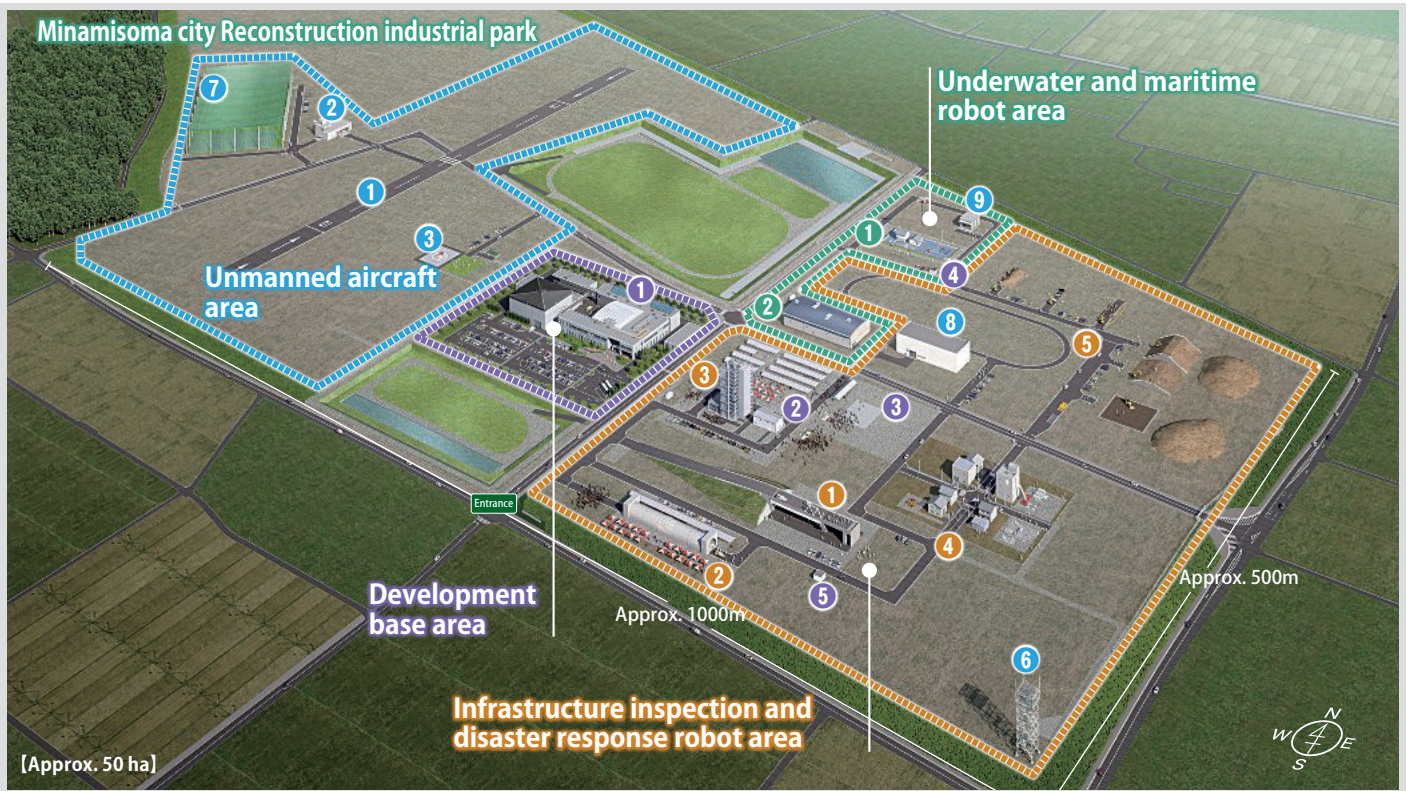 Minamisoma city Reconstruction industrial park
7
2
Underwater and maritime
robot area
1
9
3
1
Unmanned aircraft
area
4
1
2
8
5
3
2
3
Entrance
1
4
2
5
Development
base area
Approx. 1000m
Approx. 500m
6
Infrastructure inspection and
disaster response robot area
N
W
E
S
[Approx. 50 ha]